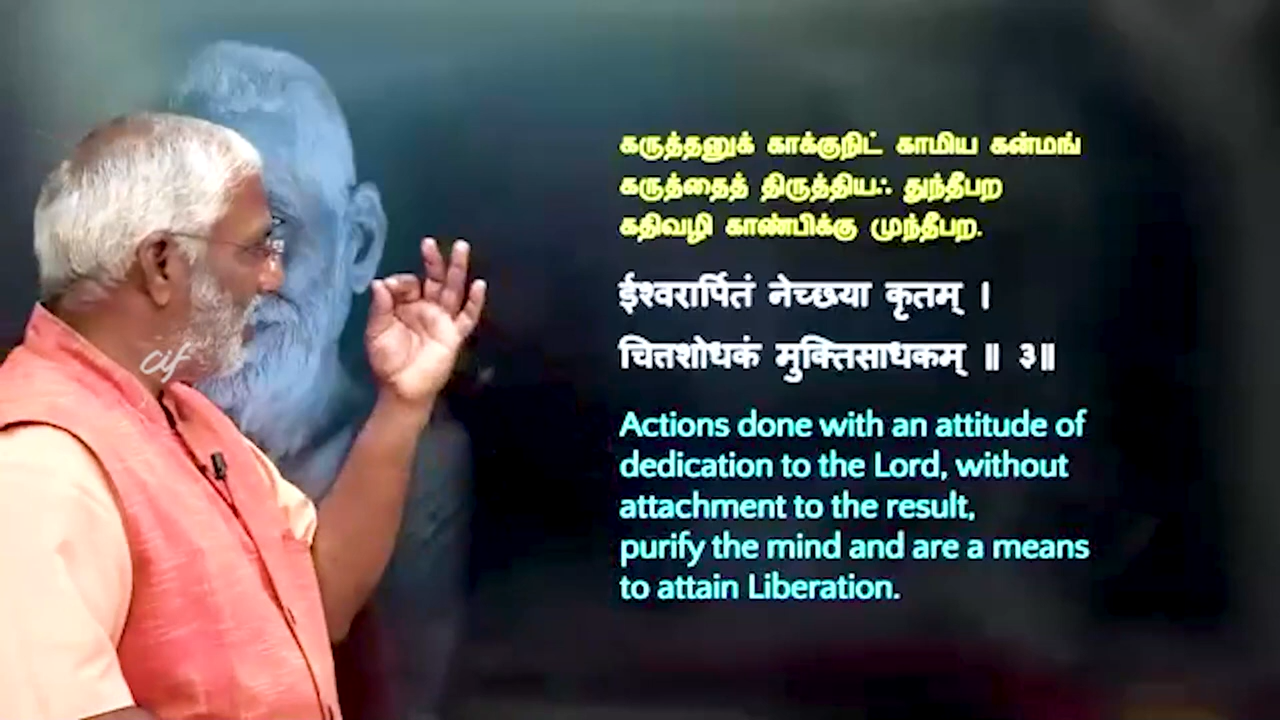 கருத்தனுக் காக்குநிட் காமிய கன்மங்
கருத்தைத் திருத்தியஃ துந்தீபற
கதிவழி காண்பிக்கு முந்தீபற.
ईश्वरार्पितं नेच्छया कृतम् ।
चित्तशोधकं मुक्तिसाधकम् ॥ ३॥
Actions done with an attitude of
dedication to the Lord, without
attachment to the result,
purify the mind and are a means
to attain Liberation.
cif